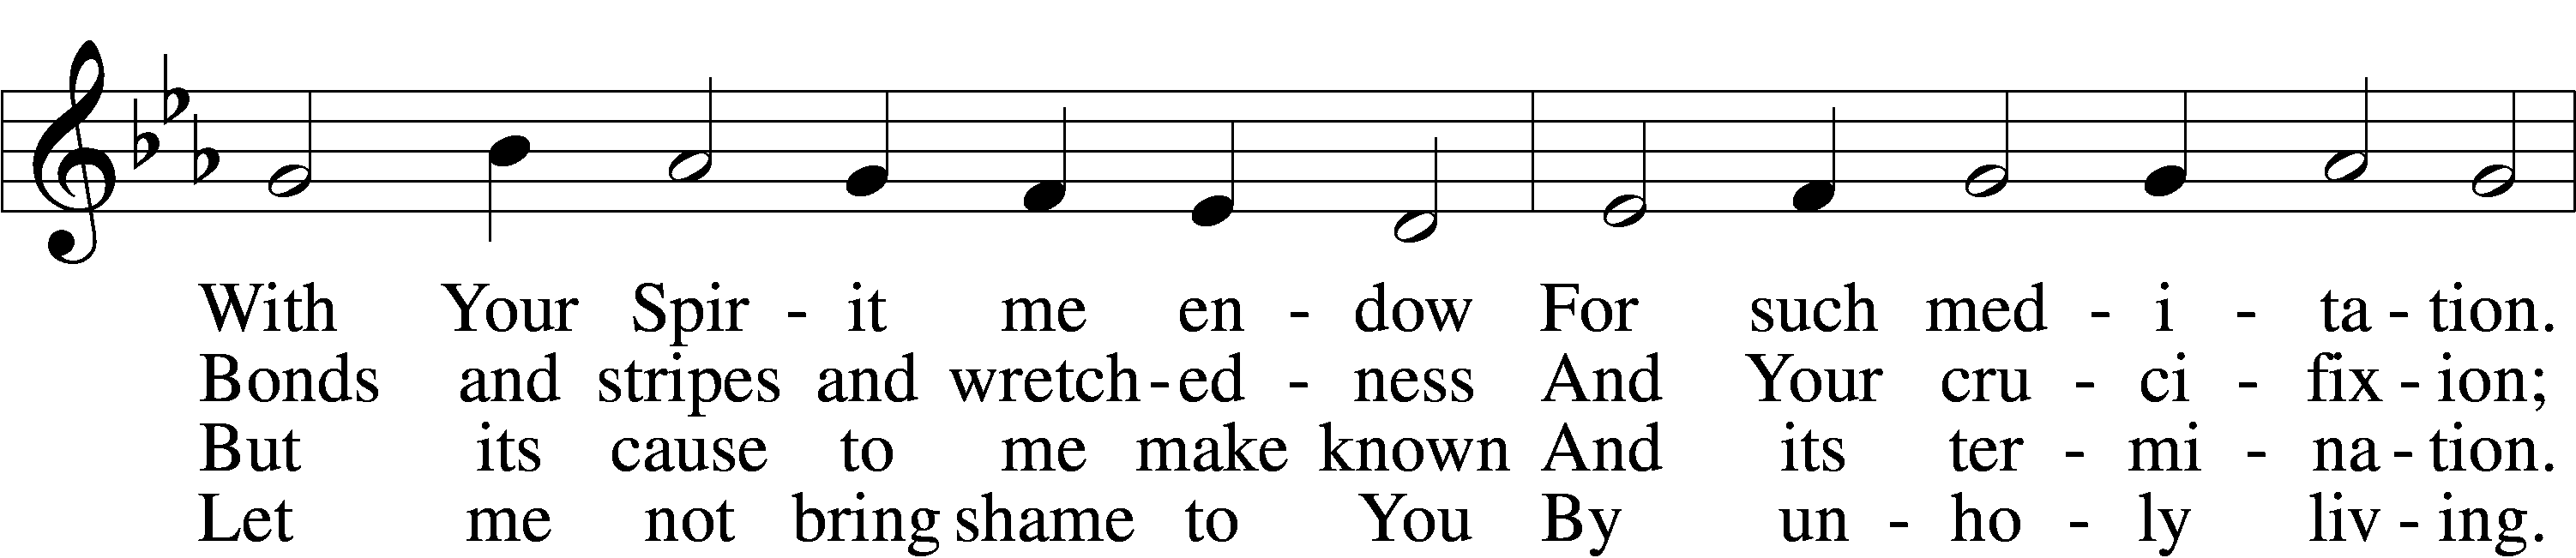 With Your Spir - it me en - dow For such med - i - ta - tion.
Bonds and stripes and wretch - ed - ness And Your cru - ci - fix - ion;
But its cause to me make known And its ter - mi - na - tion.
Let me not bring shame to You By un - ho - ly liv - ing.